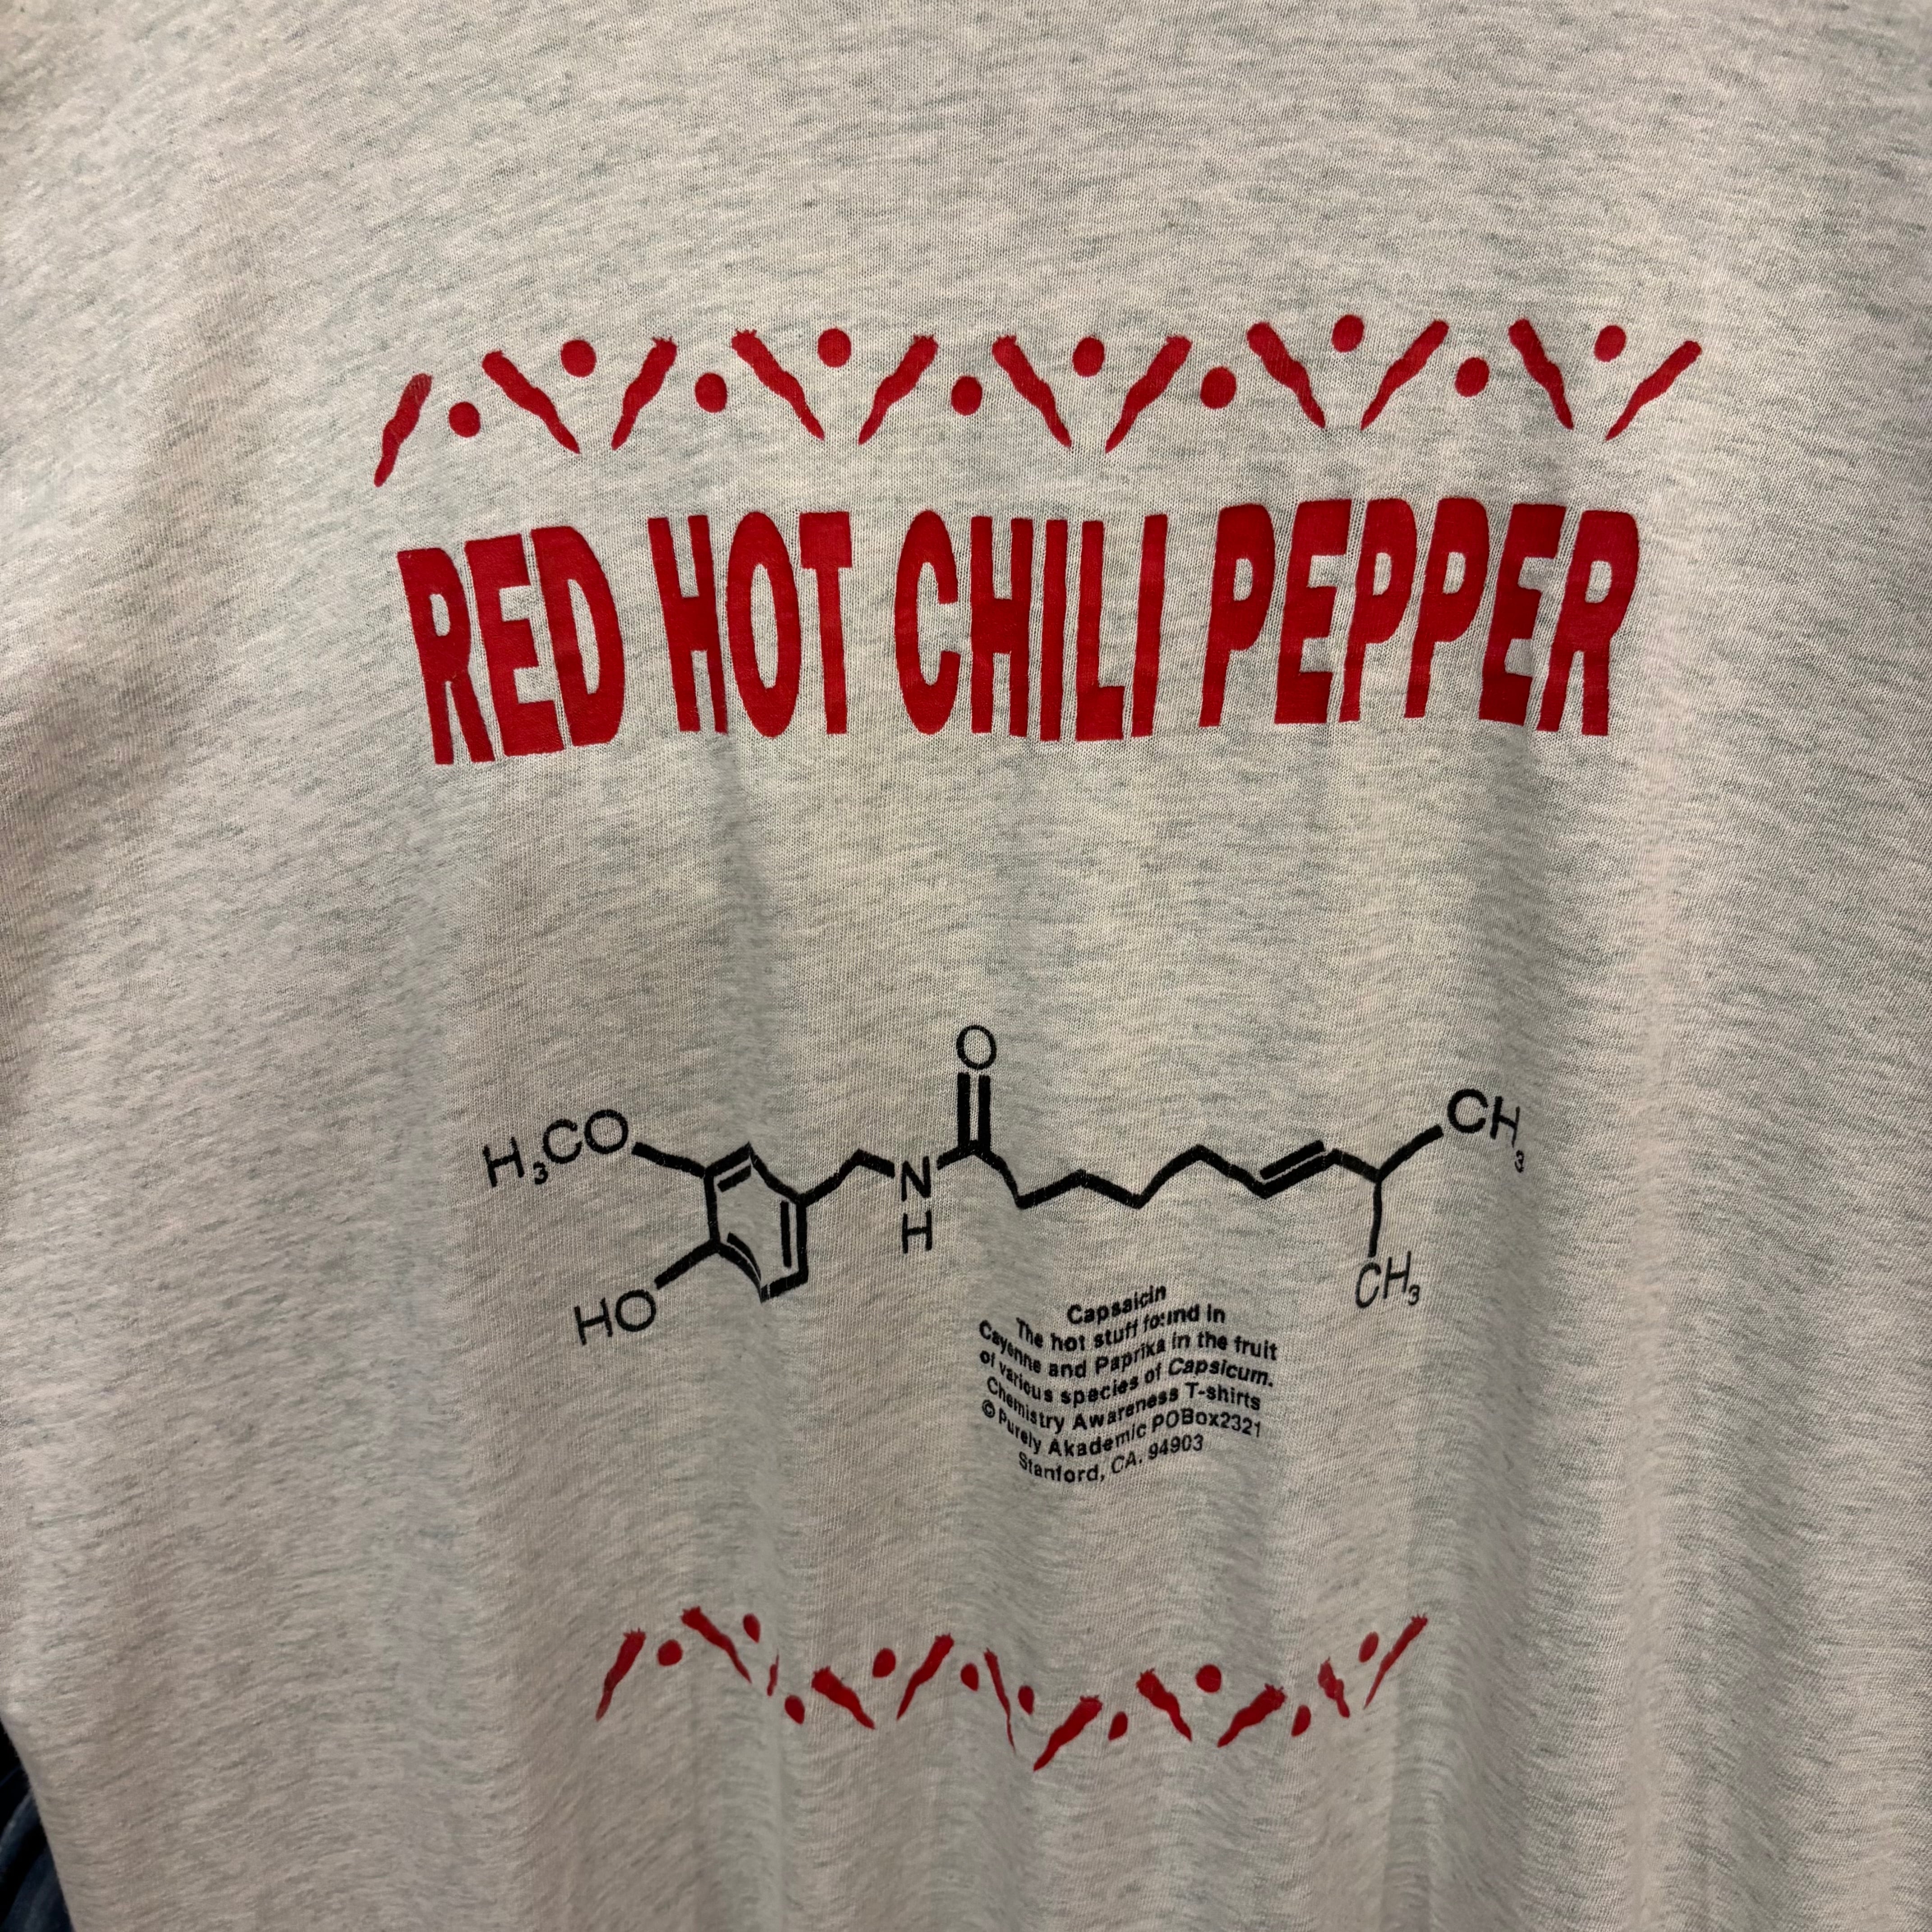 RED HOT CHILI PEPPER
O
H₃CO
CH₃
N
H
CH₃
HO
Capsaicin
The hot stuff found in
Cayenne and Paprika in the fruit
of various species of Capsicum.
Chemistry Awareness T-shirts
©Purely Akademic POBox2321
Stanford, CA. 94903